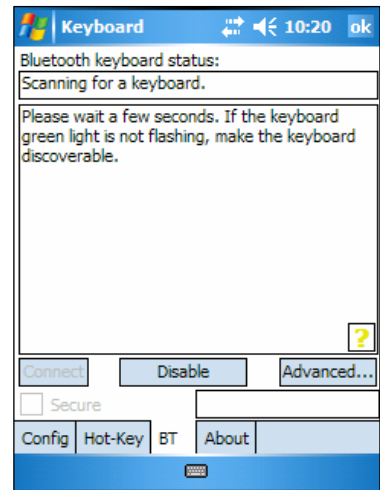 Keyboard 10:20 ok
Bluetooth keyboard status:
Scanning for a keyboard.
Please wait a few seconds. If the keyboard
green light is not flashing, make the keyboard
discoverable.
?
Connect Disable Advanced...
Secure
Config Hot-Key BT About